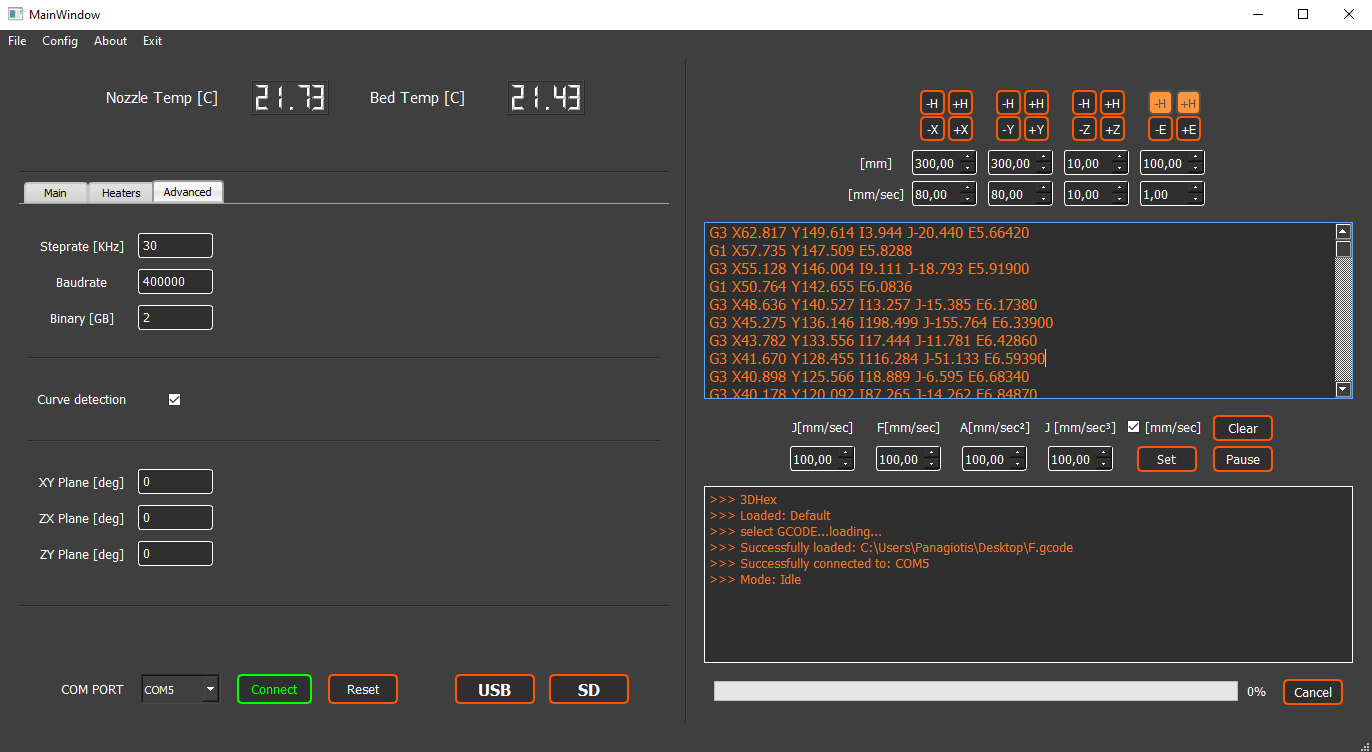 MainWindow
File Config About Exit
Nozzle Temp [C] 21.73 Bed Temp [C] 21.43
Main Heaters Advanced
Steprate [KHz] 30
Baudrate 400000
Binary [GB] 2
Curve detection
XY Plane [deg] 0
ZX Plane [deg] 0
ZY Plane [deg] 0
COM PORT COM5 Connect Reset USB SD
-H +H -H +H -H +H -H +H
-X +X -Y +Y -Z +Z -E +E
[mm] 300,00 300,00 10,00 100,00
[mm/sec] 80,00 80,00 10,00 1,00
G3 X62.817 Y149.614 I3.944 J-20.440 E5.66420
G1 X57.735 Y147.509 E5.8288
G3 X55.128 Y146.004 I9.111 J-18.793 E5.91900
G1 X50.764 Y142.655 E6.0836
G3 X48.636 Y140.527 I13.257 J-15.385 E6.17380
G3 X45.275 Y136.146 I198.499 J-155.764 E6.33900
G3 X43.782 Y133.556 I17.444 J-11.781 E6.42860
G3 X41.670 Y128.455 I116.284 J-51.133 E6.59390
G3 X40.898 Y125.566 I18.889 J-6.595 E6.68340
G3 X40.178 Y120.092 I87.265 J-14.262 E6.84870
J[mm/sec] F[mm/sec] A[mm/sec²] J [mm/sec³] [mm/sec] Clear
100,00 100,00 100,00 100,00 Set Pause
>>> 3DHex
>>> Loaded: Default
>>> select GCODE...loading...
>>> Successfully loaded: C:\Users\Panagiotis\Desktop\F.gcode
>>> Successfully connected to: COM5
>>> Mode: Idle
0% Cancel